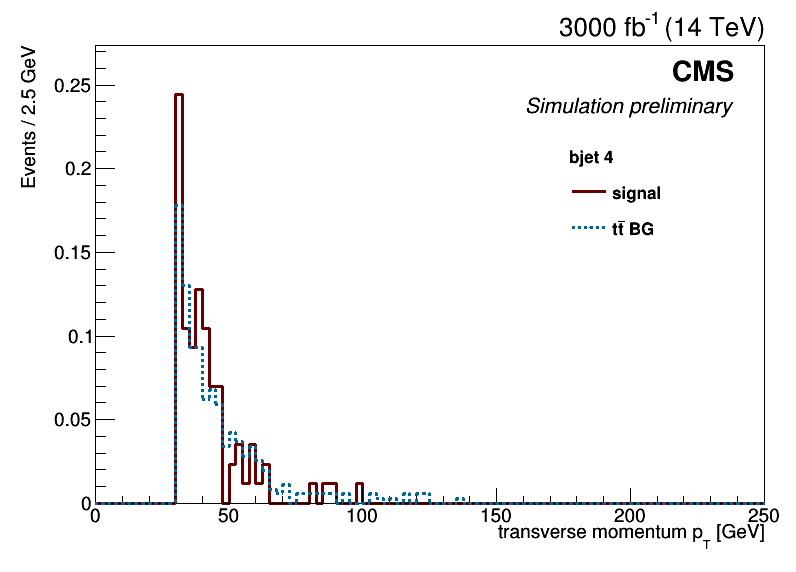 3000 fb⁻¹ (14 TeV)
Events / 2.5 GeV
CMS
Simulation preliminary
bjet 4
signal
tt̄ BG
0.25
0.2
0.15
0.1
0.05
0
0 50 100 150 200 250
transverse momentum p_T [GeV]